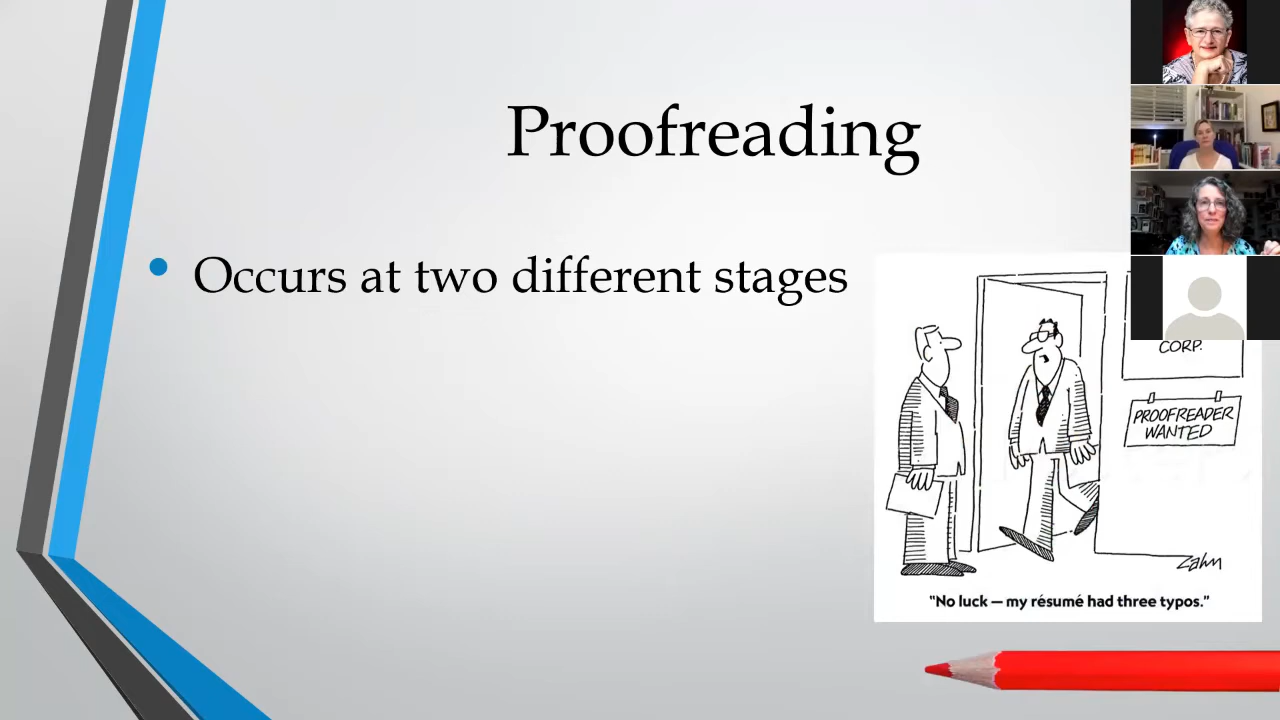 Proofreading
• Occurs at two different stages
CORP.
PROOFREADER
WANTED
Zahn
"No luck — my résumé had three typos."